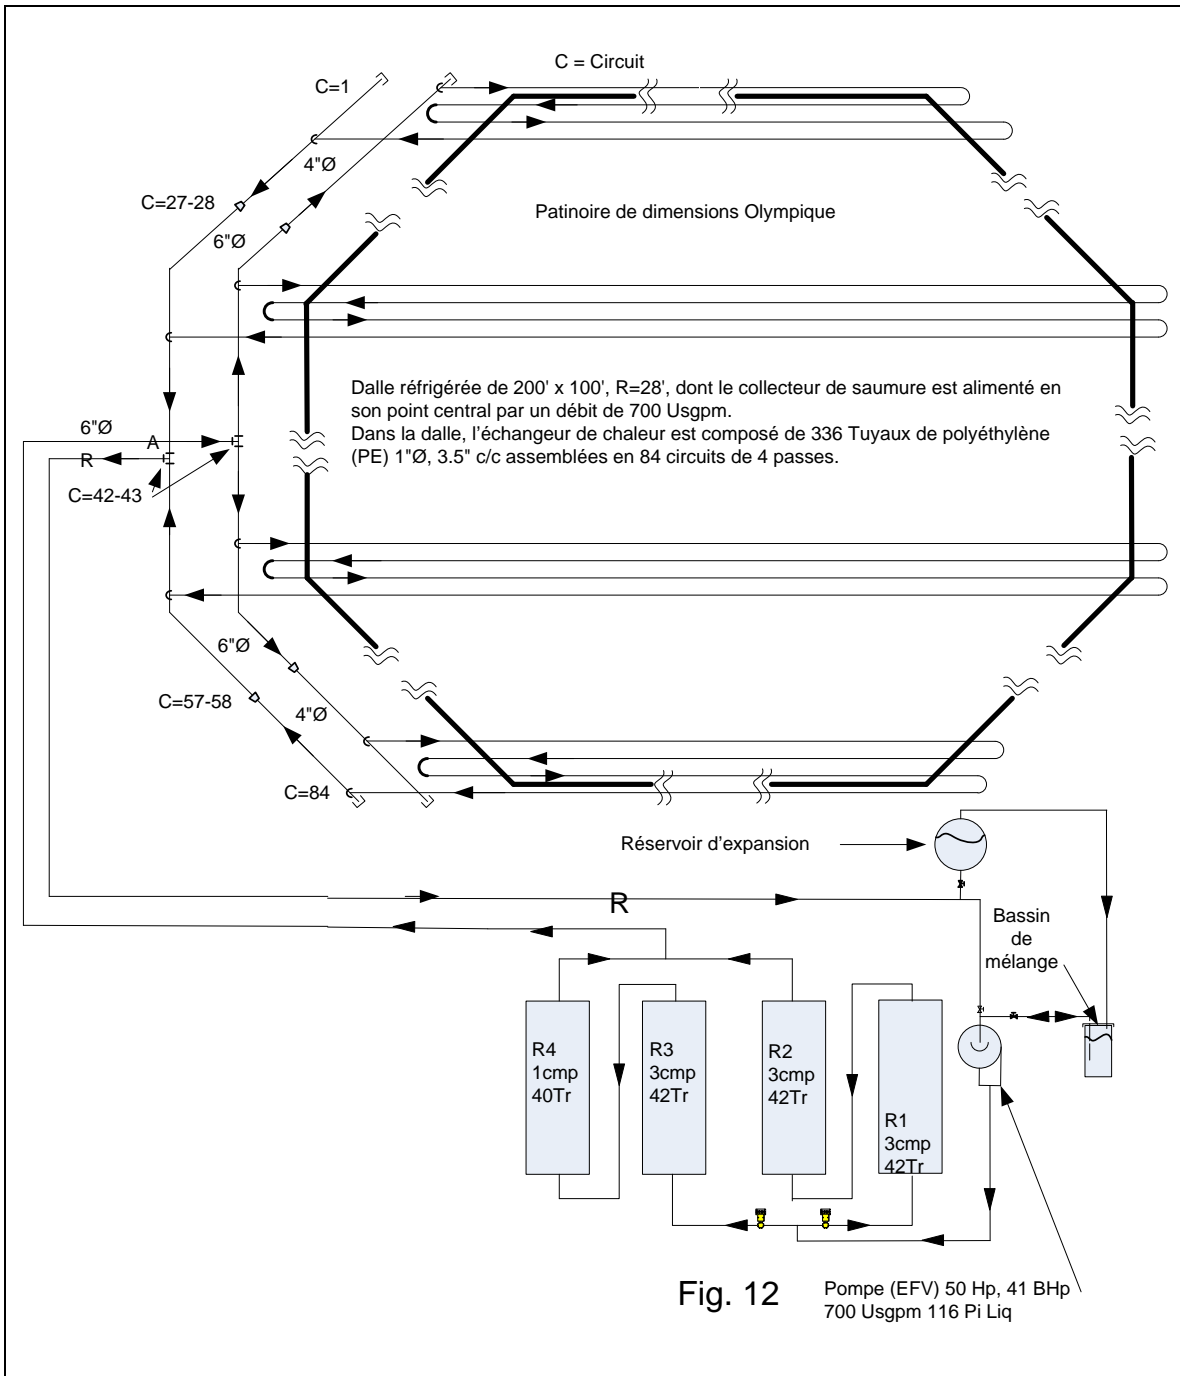 C = Circuit
C=1
4"Ø
C=27-28
6"Ø
Patinoire de dimensions Olympique
Dalle réfrigérée de 200' x 100', R=28', dont le collecteur de saumure est alimenté en
son point central par un débit de 700 Usgpm.
Dans la dalle, l'échangeur de chaleur est composé de 336 Tuyaux de polyéthylène
(PE) 1"Ø, 3.5" c/c assemblées en 84 circuits de 4 passes.
6"Ø
A
R
C=42-43
6"Ø
C=57-58
4"Ø
C=84
Réservoir d'expansion
R
Bassin
de
mélange
R4
1cmp
40Tr
R3
3cmp
42Tr
R2
3cmp
42Tr
R1
3cmp
42Tr
Fig. 12
Pompe (EFV) 50 Hp, 41 BHp
700 Usgpm 116 Pi Liq